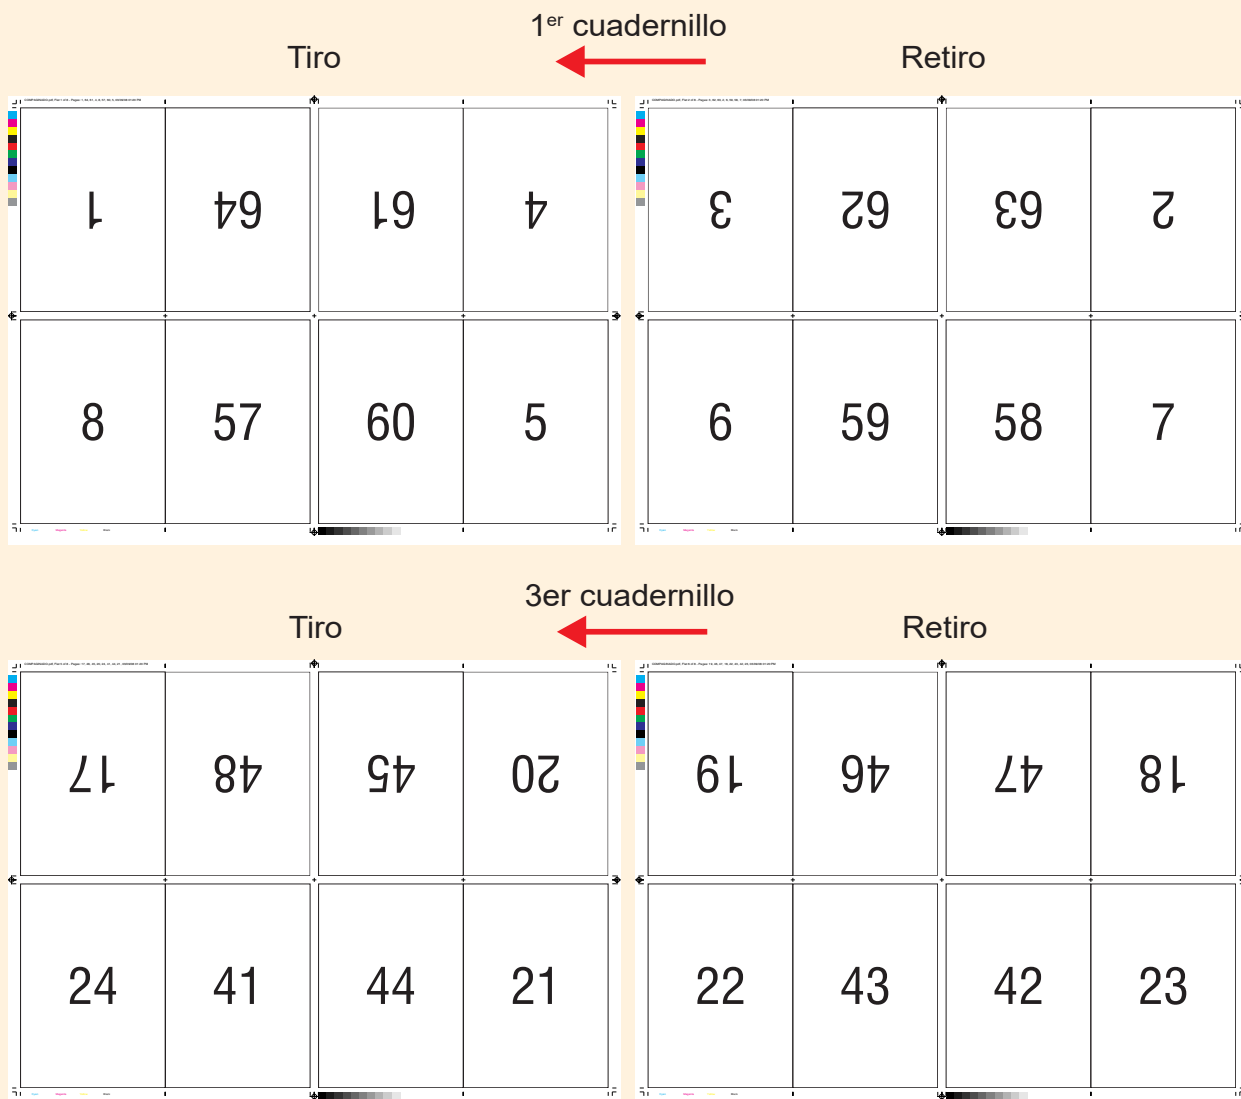 1er cuadernillo
Tiro Retiro
1 64 61 4 3 62 63 2
8 57 60 5 6 59 58 7
3er cuadernillo
Tiro Retiro
17 48 45 20 19 46 47 18
24 41 44 21 22 43 42 23